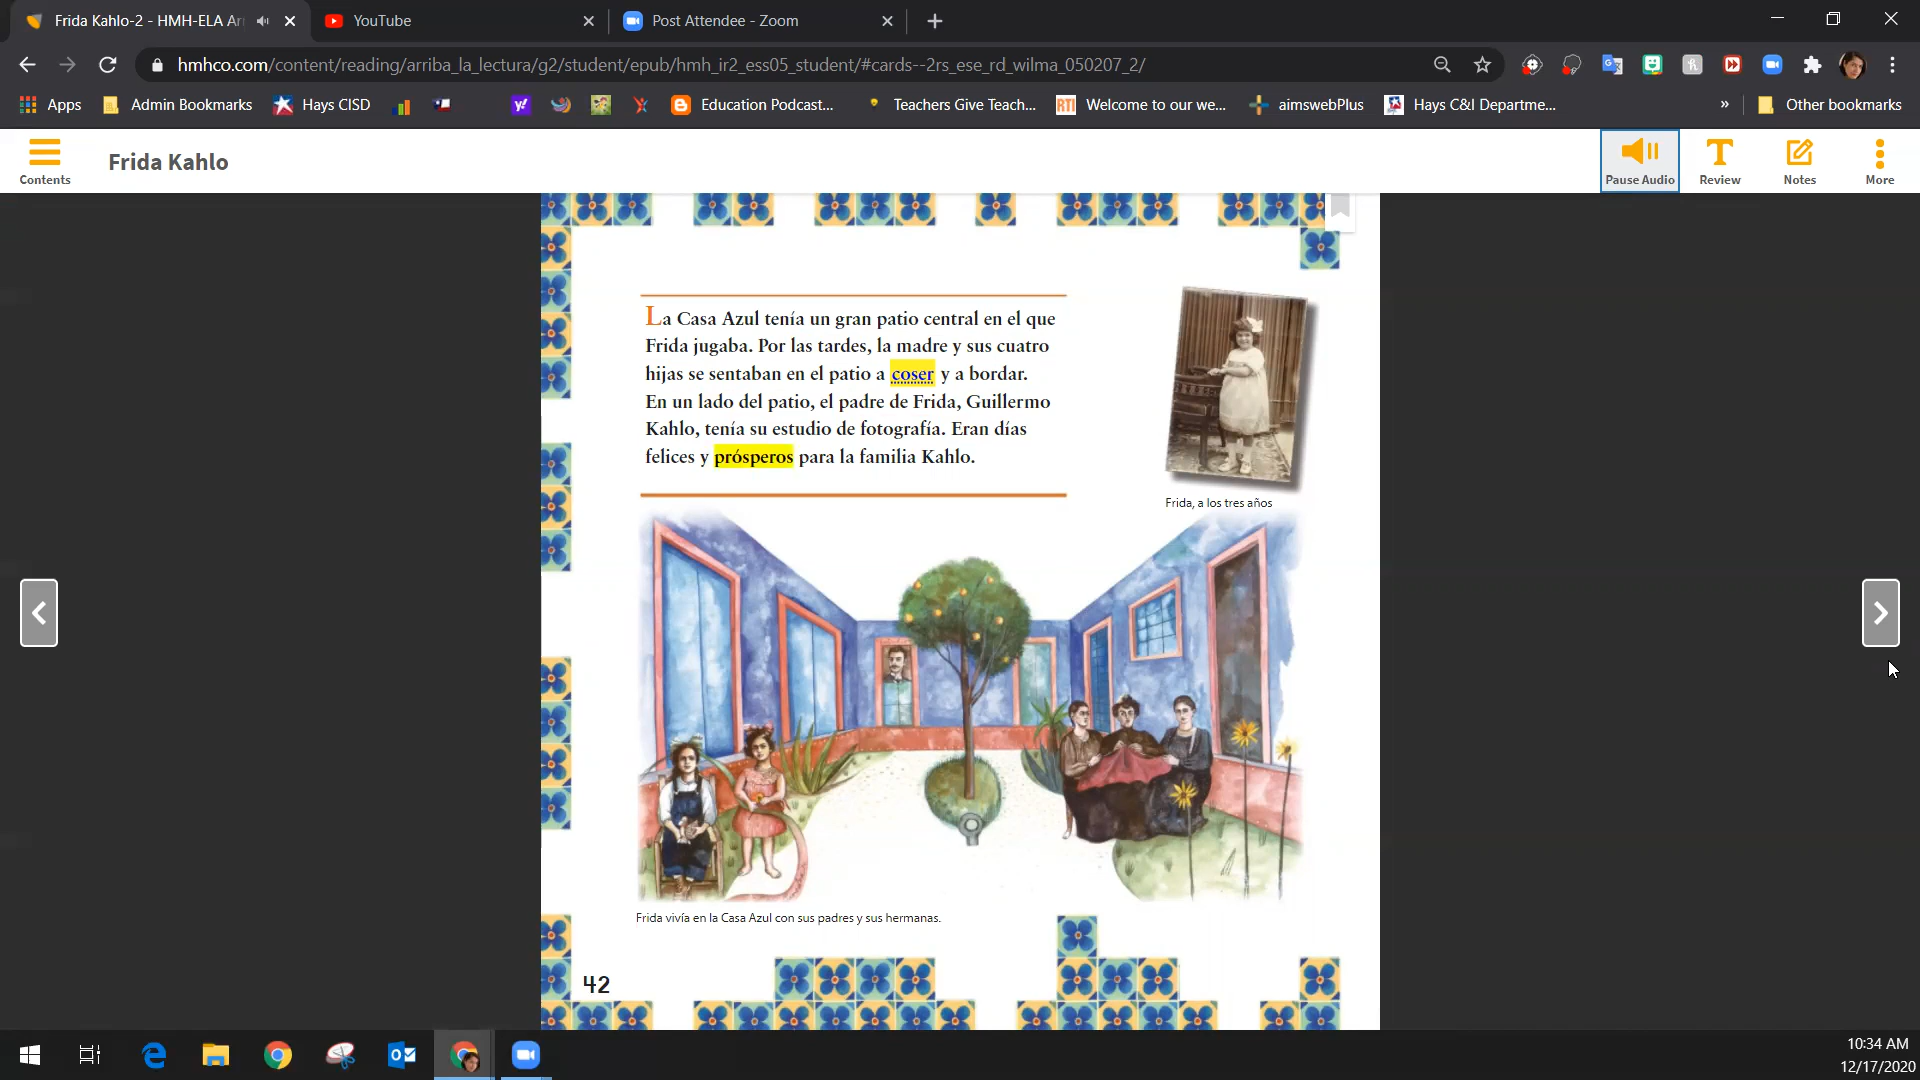 Frida Kahlo-2 - HMH-ELA Ar
YouTube
Post Attendee - Zoom
hmhco.com/content/reading/arriba_la_lectura/g2/student/epub/hmh_ir2_ess05_student/#cards--2rs_ese_rd_wilma_050207_2/
Apps
Admin Bookmarks
Hays CISD
Education Podcast...
Teachers Give Teach...
RTI Welcome to our we...
aimswebPlus
Hays C&I Departme...
»
Other bookmarks
Contents
Frida Kahlo
Pause Audio
Review
Notes
More
La Casa Azul tenía un gran patio central en el que
Frida jugaba. Por las tardes, la madre y sus cuatro
hijas se sentaban en el patio a coser y a bordar.
En un lado del patio, el padre de Frida, Guillermo
Kahlo, tenía su estudio de fotografía. Eran días
felices y prósperos para la familia Kahlo.
Frida, a los tres años
Frida vivía en la Casa Azul con sus padres y sus hermanas.
42
10:34 AM
12/17/2020